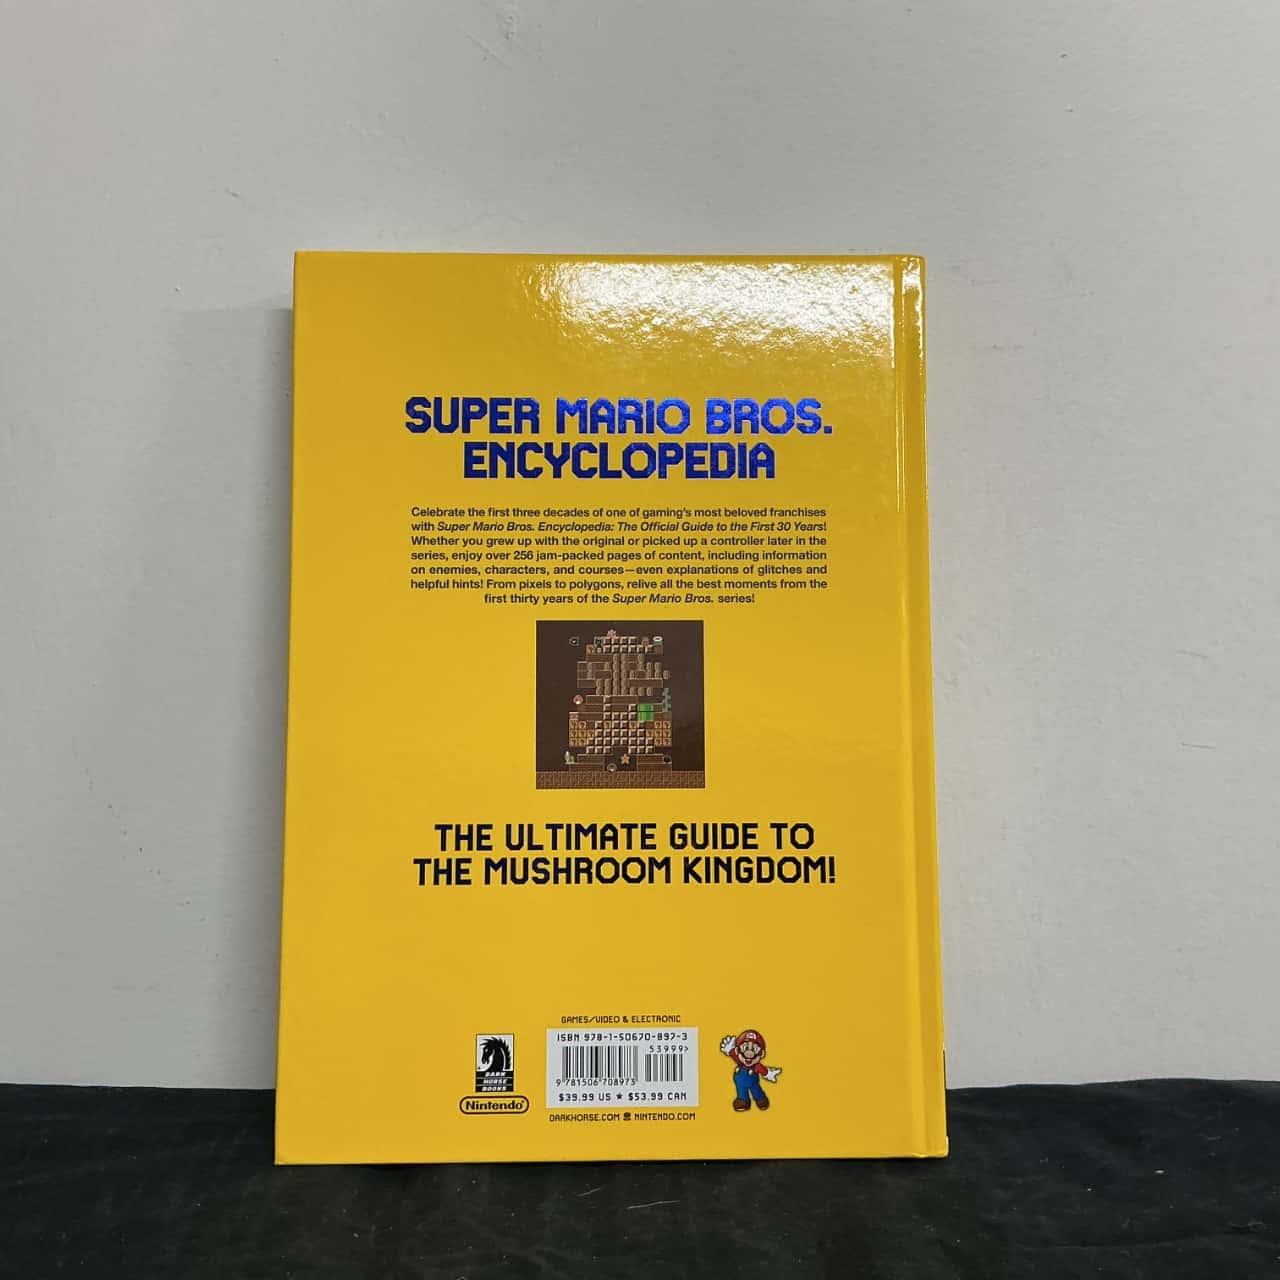 SUPER MARIO BROS.
ENCYCLOPEDIA
Celebrate the first three decades of one of gaming's most beloved franchises
with Super Mario Bros. Encyclopedia: The Official Guide to the First 30 Years!
Whether you grew up with the original or picked up a controller later in the
series, enjoy over 256 jam-packed pages of content, including information
on enemies, characters, and courses—even explanations of glitches and
helpful hints! From pixels to polygons, relive all the best moments from the
first thirty years of the Super Mario Bros. series!
THE ULTIMATE GUIDE TO
THE MUSHROOM KINGDOM!
GAMES/VIDEO & ELECTRONIC
ISBN 978-1-50670-897-3
53999>
9 781506 708973
$39.99 US ★ $53.99 CAN
DARKHORSE.COM NINTENDO.COM
DARK
HORSE
BOOKS
Nintendo